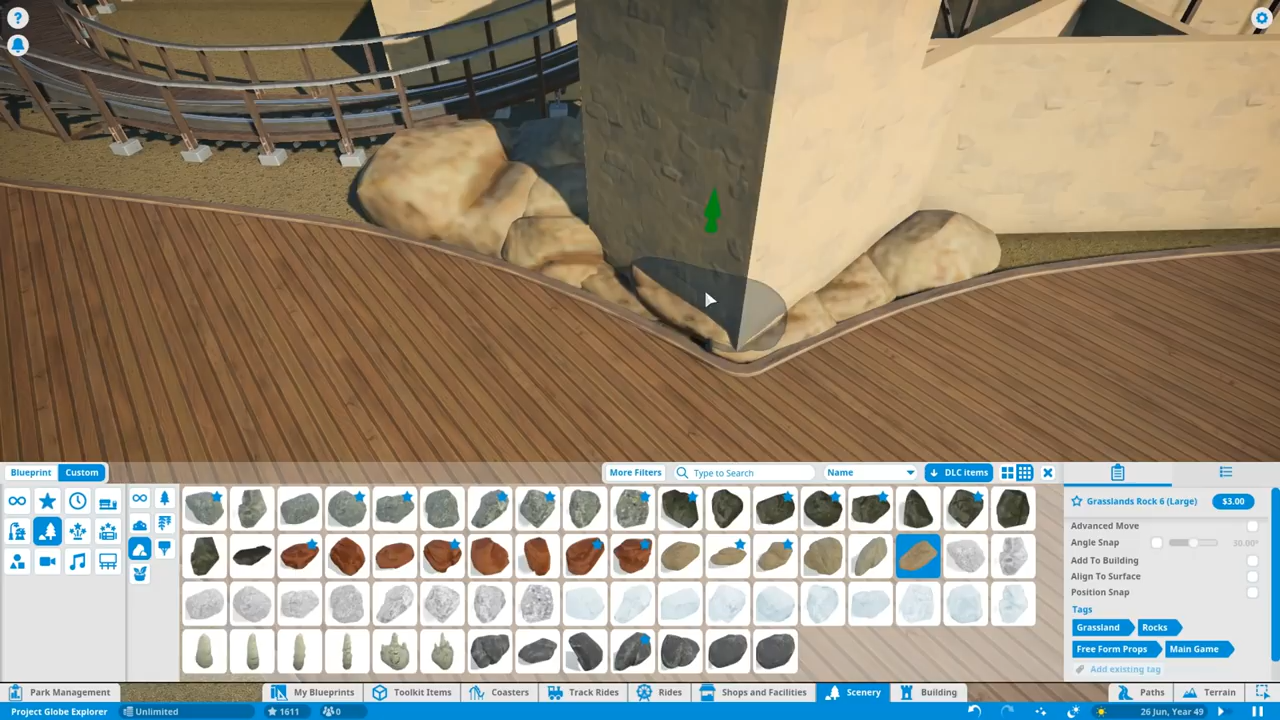 ?
Blueprint Custom More Filters Type to Search Name DLC items
Grasslands Rock 6 (Large) $3.00
Advanced Move
Angle Snap 30.00°
Add To Building
Align To Surface
Position Snap
Tags
Grassland Rocks
Free Form Props Main Game
Add existing tag
Park Management My Blueprints Toolkit Items Coasters Track Rides Rides Shops and Facilities Scenery Building Paths Terrain
Project Globe Explorer Unlimited 1611 0 26 Jun, Year 49